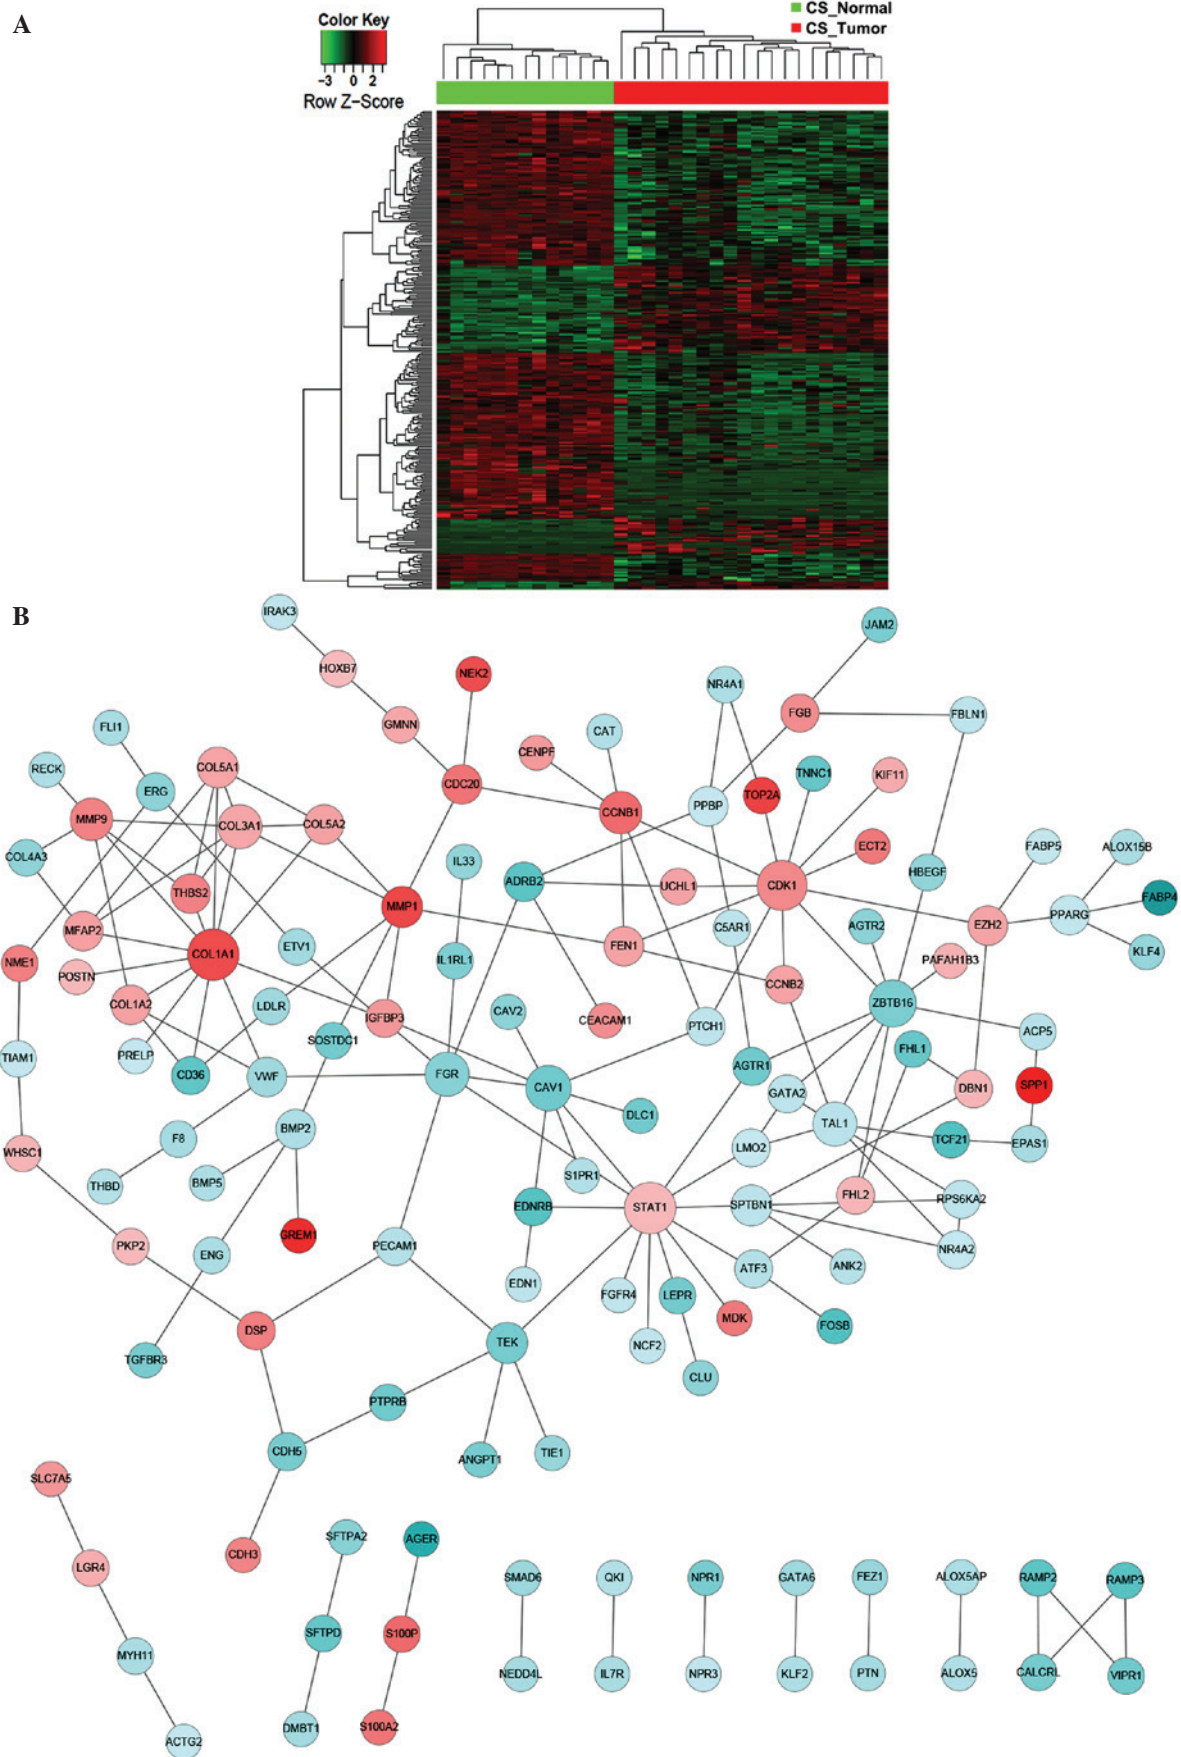 A
Color Key
−3 0 2
Row Z−Score
CS_Normal
CS_Tumor
B
IRAK3
JAM2
HOXB7
NEK2
NR4A1
FGB
FBLN1
GMNN
FLI1
CAT
CENPF
RECK
COL5A1
ERG
CDC20
TNNC1
KIF11
TOP2A
PPBP
CCNB1
MMP9
COL3A1
COL5A2
ECT2
FABP5
ALOX15B
COL4A3
IL33
HBEGF
ADRB2
UCHL1
CDK1
THBS2
FABP4
MMP1
PPARG
MFAP2
C5AR1
AGTR2
EZH2
ETV1
FEN1
COL1A1
KLF4
NME1
IL1RL1
PAFAH1B3
POSTN
CCNB2
COL1A2
LDLR
ZBTB16
CAV2
IGFBP3
CEACAM1
PTCH1
ACP5
SOSTDC1
FHL1
TIAM1
PRELP
AGTR1
CD36
VWF
FGR
CAV1
SPP1
DBN1
GATA2
DLC1
TAL1
BMP2
F8
TCF21
EPAS1
LMO2
WHSC1
S1PR1
THBD
BMP5
FHL2
RPS6KA2
EDNRB
STAT1
SPTBN1
GREM1
PKP2
PECAM1
ENG
NR4A2
ANK2
ATF3
EDN1
FGFR4
LEPR
MDK
FOSB
DSP
TEK
NCF2
TGFBR3
CLU
PTPRB
CDH5
TIE1
ANGPT1
SLC7A5
CDH3
SFTPA2
AGER
LGR4
SMAD6
QKI
NPR1
GATA6
FEZ1
ALOX5AP
RAMP2
RAMP3
SFTPD
S100P
MYH11
NEDD4L
IL7R
NPR3
KLF2
PTN
ALOX5
CALCRL
VIPR1
DMBT1
S100A2
ACTG2